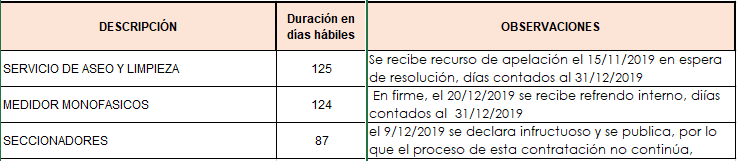 DESCRIPCIÓN
Duración en
días hábiles
OBSERVACIONES
SERVICIO DE ASEO Y LIMPIEZA
125
Se recibe recurso de apelación el 15/11/2019 en espera
de resolución, días contados al 31/12/2019
MEDIDOR MONOFASICOS
124
En firme, el 20/12/2019 se recibe refrendo interno, diías
contados al 31/12/2019
SECCIONADORES
87
el 9/12/2019 se declara infructuoso y se publica, por lo
que el proceso de esta contratación no continúa,